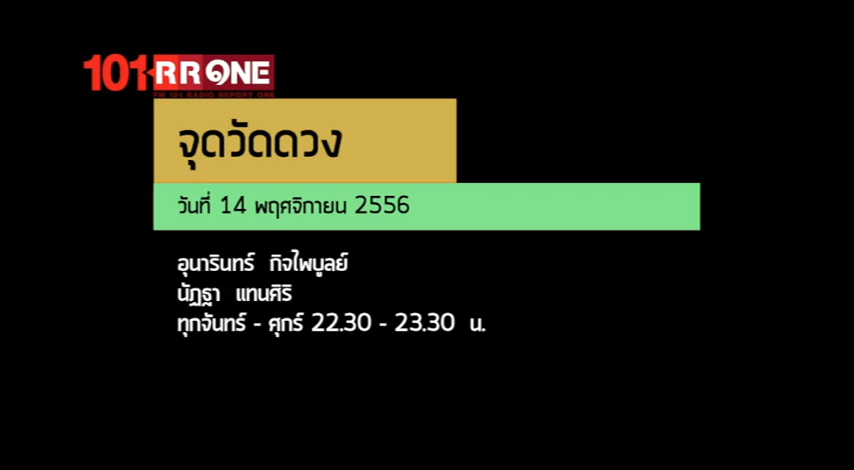 101 RR ONE
FM 101 RADIO REPORT ONE
จุดวัดดวง
วันที่ 14 พฤศจิกายน 2556
อุนารินทร์ กิจไพบูลย์
นัฏฐา แทนศิริ
ทุกจันทร์ - ศุกร์ 22.30 - 23.30 น.